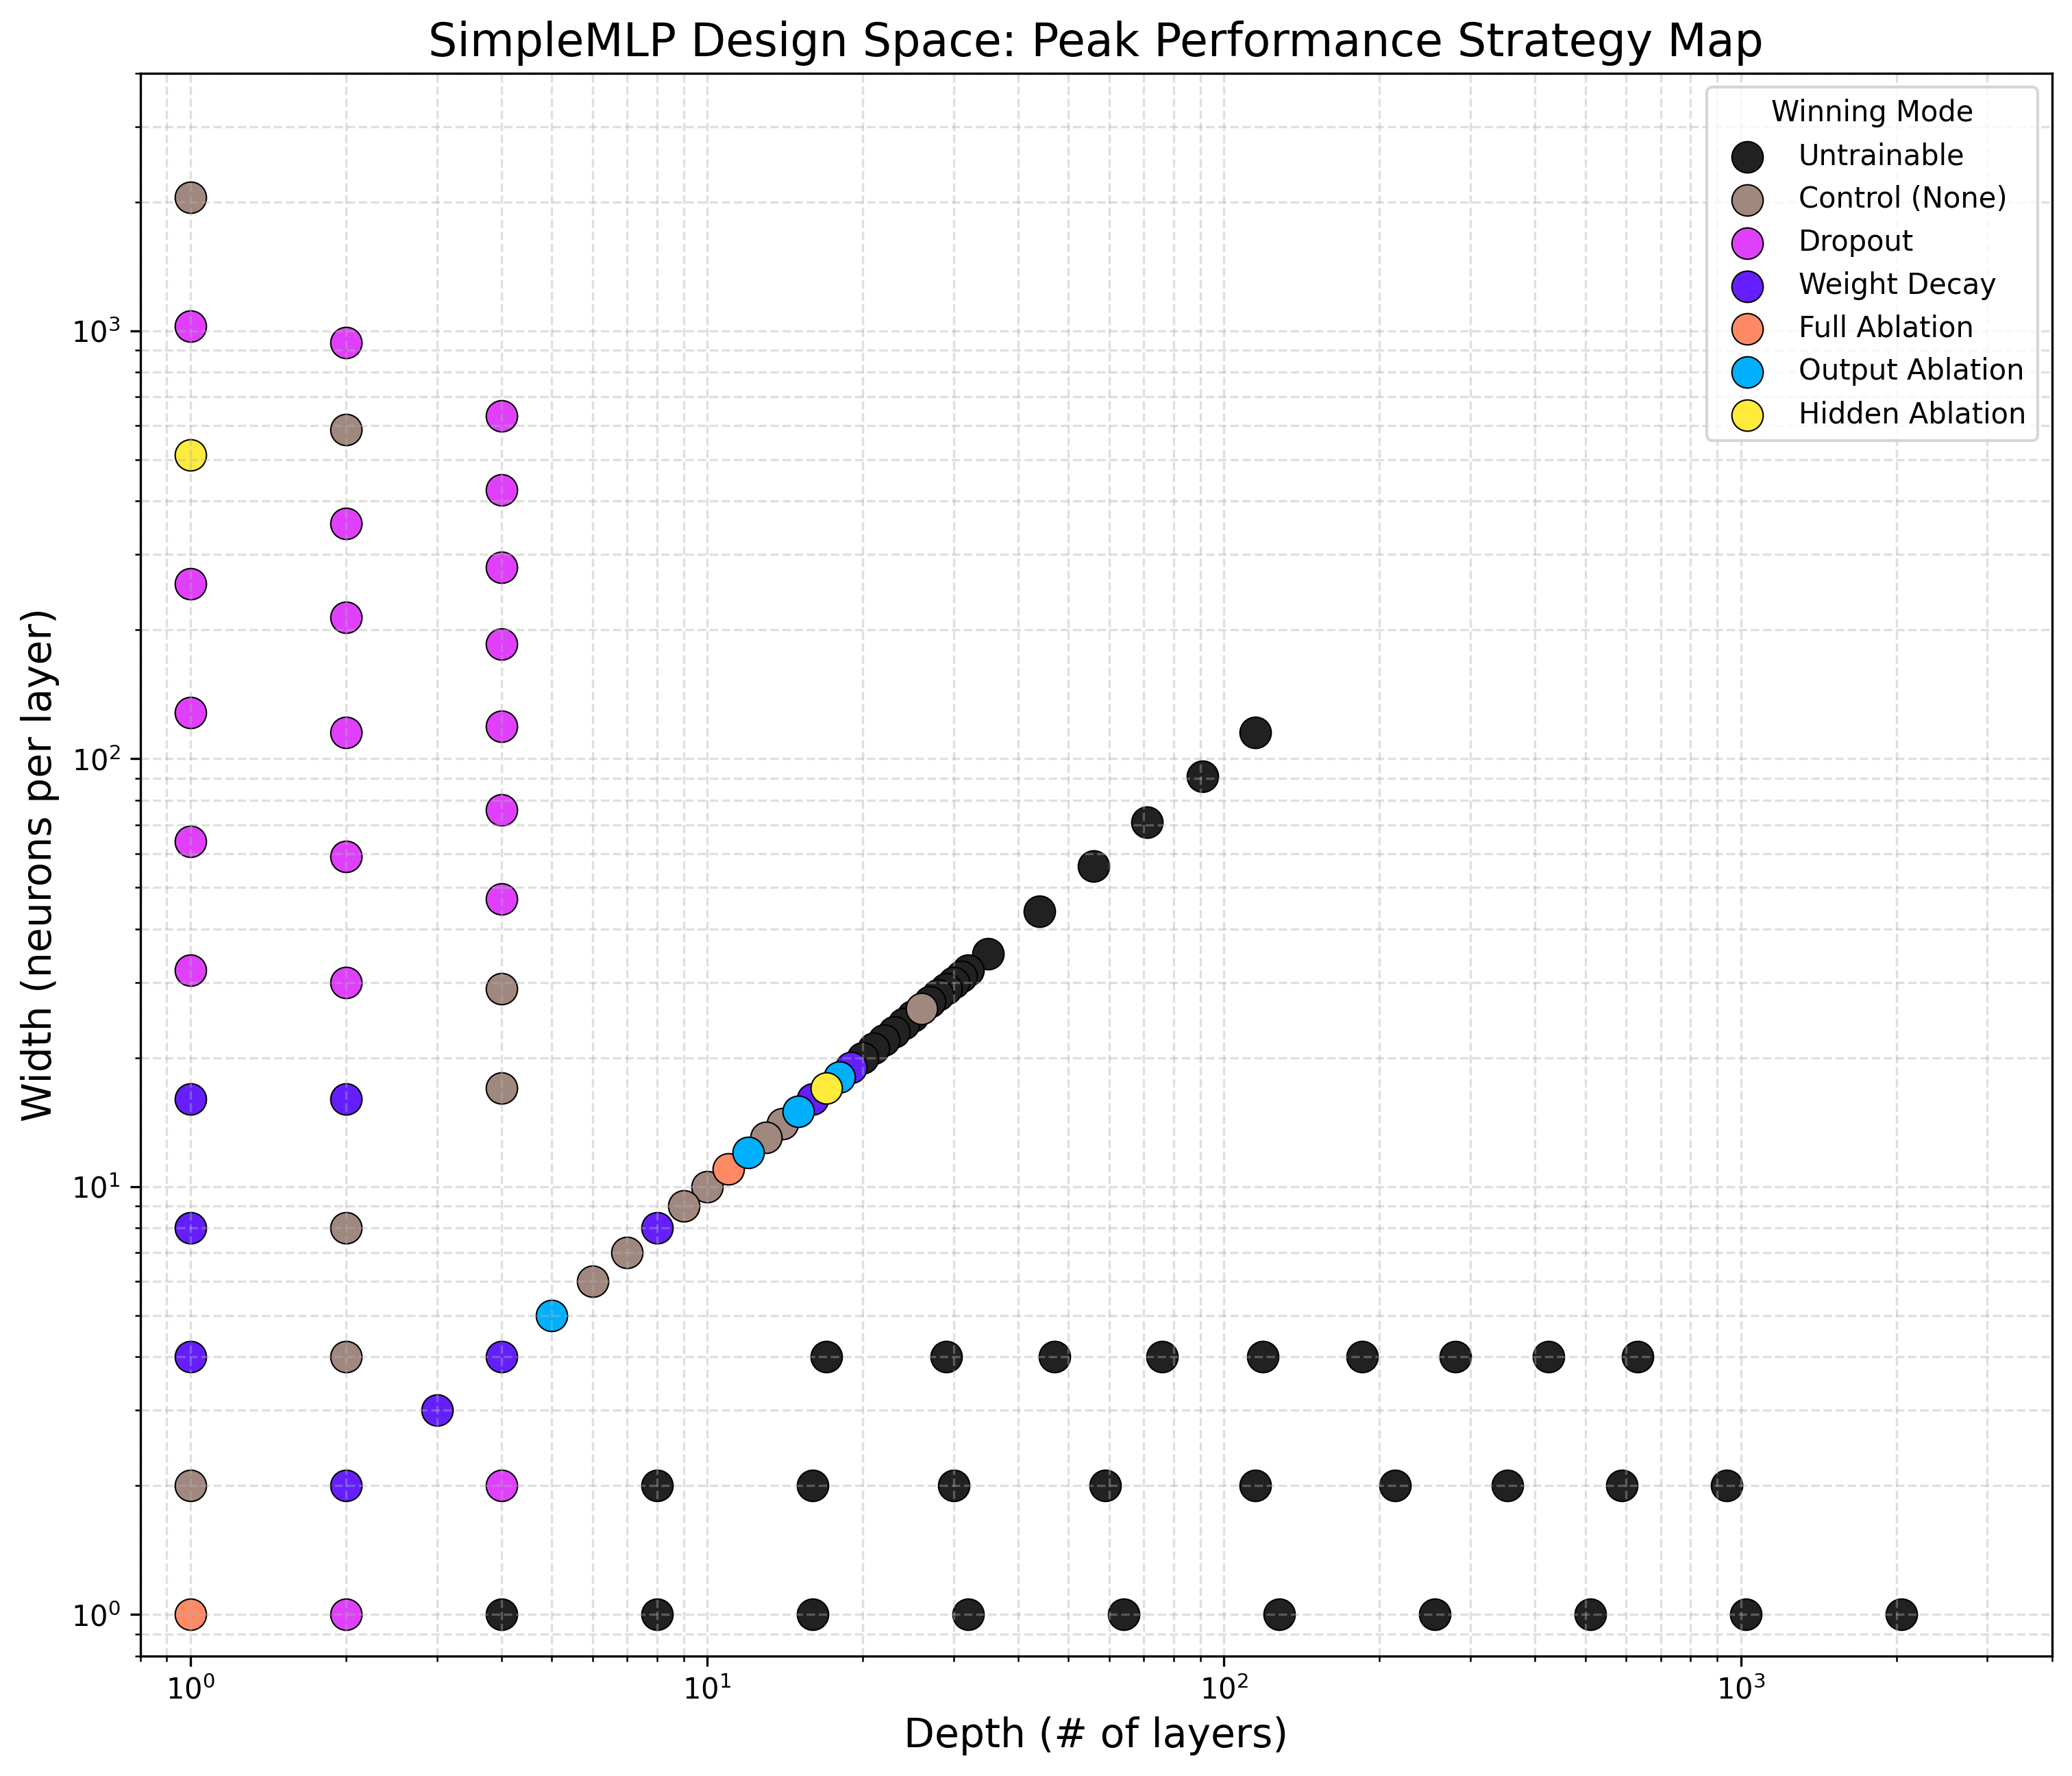 SimpleMLP Design Space: Peak Performance Strategy Map
Winning Mode
Untrainable
Control (None)
Dropout
Weight Decay
Full Ablation
Output Ablation
Hidden Ablation
Width (neurons per layer)
10³
10²
10¹
10⁰
10⁰ 10¹ 10² 10³
Depth (# of layers)